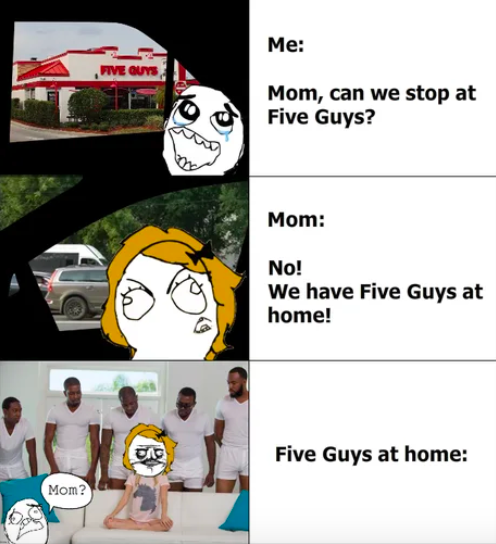 FIVE GUYS
Me:
Mom, can we stop at
Five Guys?
Mom:
No!
We have Five Guys at
home!
Five Guys at home:
Mom?